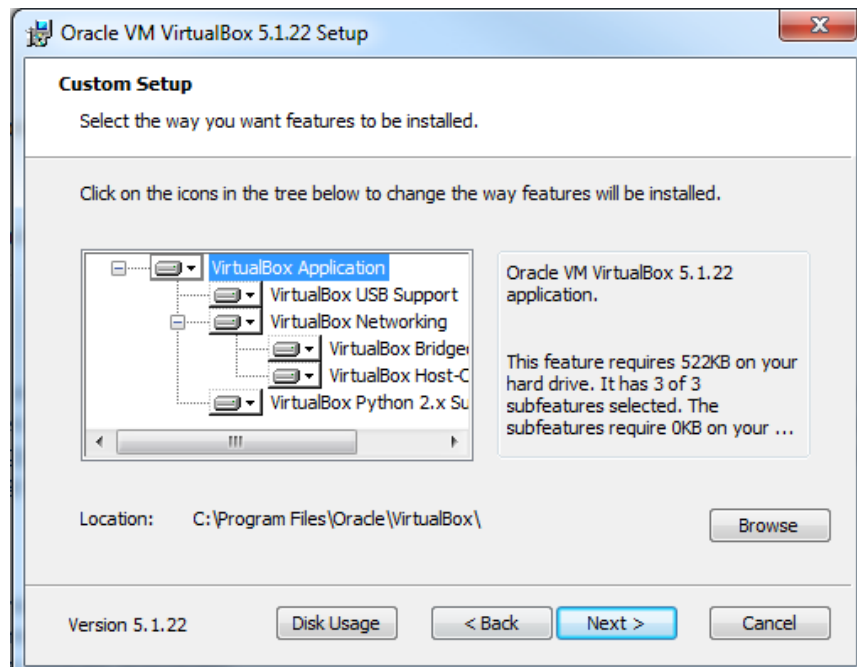 Oracle VM VirtualBox 5.1.22 Setup
Custom Setup
Select the way you want features to be installed.
Click on the icons in the tree below to change the way features will be installed.
VirtualBox Application
VirtualBox USB Support
VirtualBox Networking
VirtualBox Bridge
VirtualBox Host-C
VirtualBox Python 2.x Su
Oracle VM VirtualBox 5.1.22
application.
This feature requires 522KB on your
hard drive. It has 3 of 3
subfeatures selected. The
subfeatures require 0KB on your ...
Location: C:\Program Files\Oracle\VirtualBox\
Browse
Version 5.1.22 Disk Usage < Back Next > Cancel